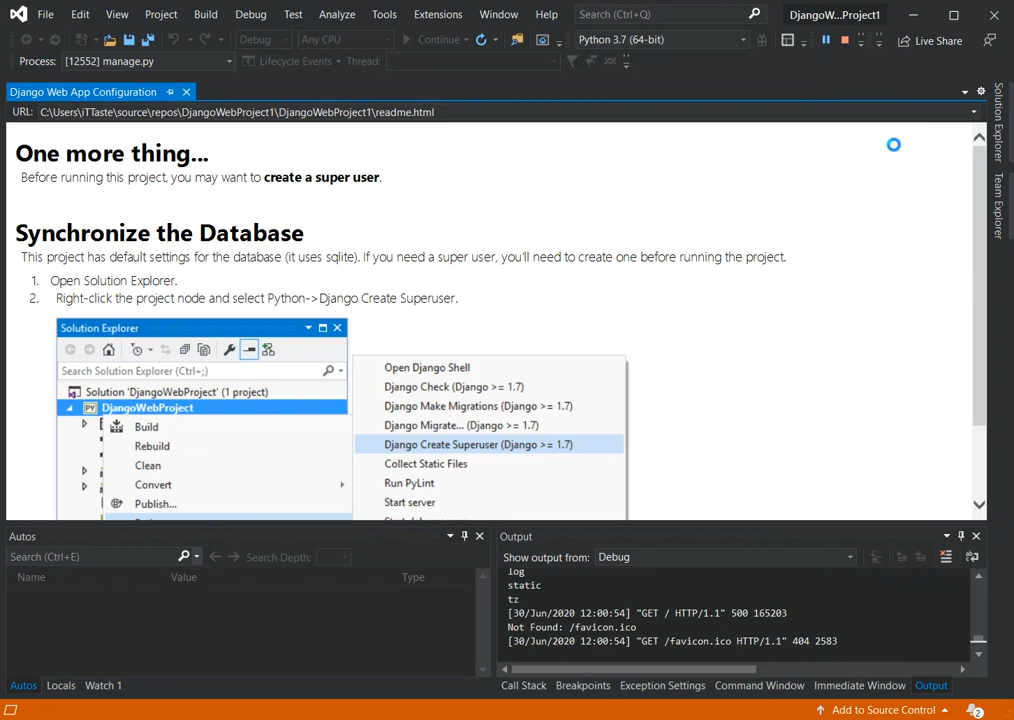 File Edit View Project Build Debug Test Analyze Tools Extensions Window Help Search (Ctrl+Q) DjangoW...Project1
Debug Any CPU Continue Python 3.7 (64-bit) Live Share
Process: [12552] manage.py Lifecycle Events Thread:
Django Web App Configuration
URL: C:\Users\iTTaste\source\repos\DjangoWebProject1\DjangoWebProject1\readme.html
Solution Explorer
Team Explorer
One more thing...
Before running this project, you may want to create a super user.
Synchronize the Database
This project has default settings for the database (it uses sqlite). If you need a super user, you'll need to create one before running the project.
1. Open Solution Explorer.
2. Right-click the project node and select Python->Django Create Superuser.
Solution Explorer
Search Solution Explorer (Ctrl+;)
Solution 'DjangoWebProject' (1 project)
PY DjangoWebProject
Build
Rebuild
Clean
Convert
Publish...
Open Django Shell
Django Check (Django >= 1.7)
Django Make Migrations (Django >= 1.7)
Django Migrate... (Django >= 1.7)
Django Create Superuser (Django >= 1.7)
Collect Static Files
Run PyLint
Start server
Autos
Search (Ctrl+E) Search Depth:
Name Value Type
Autos Locals Watch 1
Output
Show output from: Debug
log
static
tz
[30/Jun/2020 12:00:54] "GET / HTTP/1.1" 500 165203
Not Found: /favicon.ico
[30/Jun/2020 12:00:54] "GET /favicon.ico HTTP/1.1" 404 2583
Call Stack Breakpoints Exception Settings Command Window Immediate Window Output
Add to Source Control 2